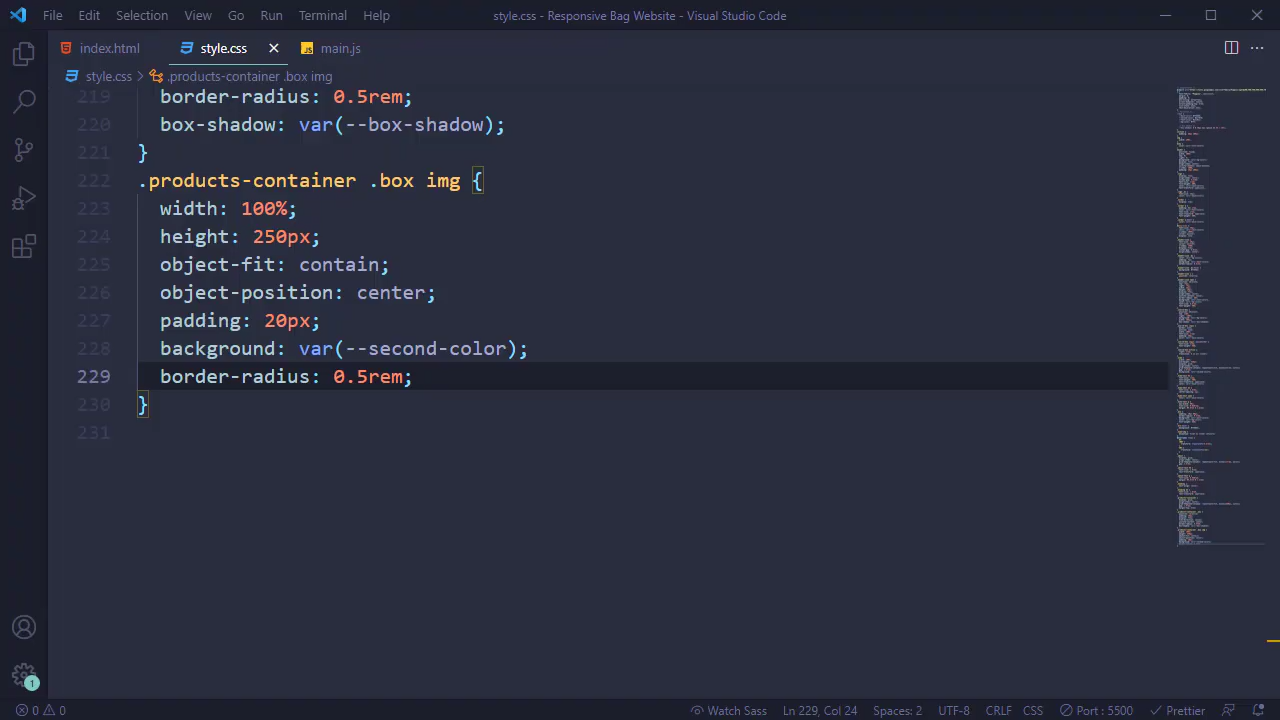 File Edit Selection View Go Run Terminal Help style.css - Responsive Bag Website - Visual Studio Code
index.html style.css main.js
style.css .products-container .box img
219 border-radius: 0.5rem;
220 box-shadow: var(--box-shadow);
221 }
222 .products-container .box img {
223 width: 100%;
224 height: 250px;
225 object-fit: contain;
226 object-position: center;
227 padding: 20px;
228 background: var(--second-color);
229 border-radius: 0.5rem;
230 }
231
1
0 0 Watch Sass Ln 229, Col 24 Spaces: 2 UTF-8 CRLF CSS Port : 5500 Prettier